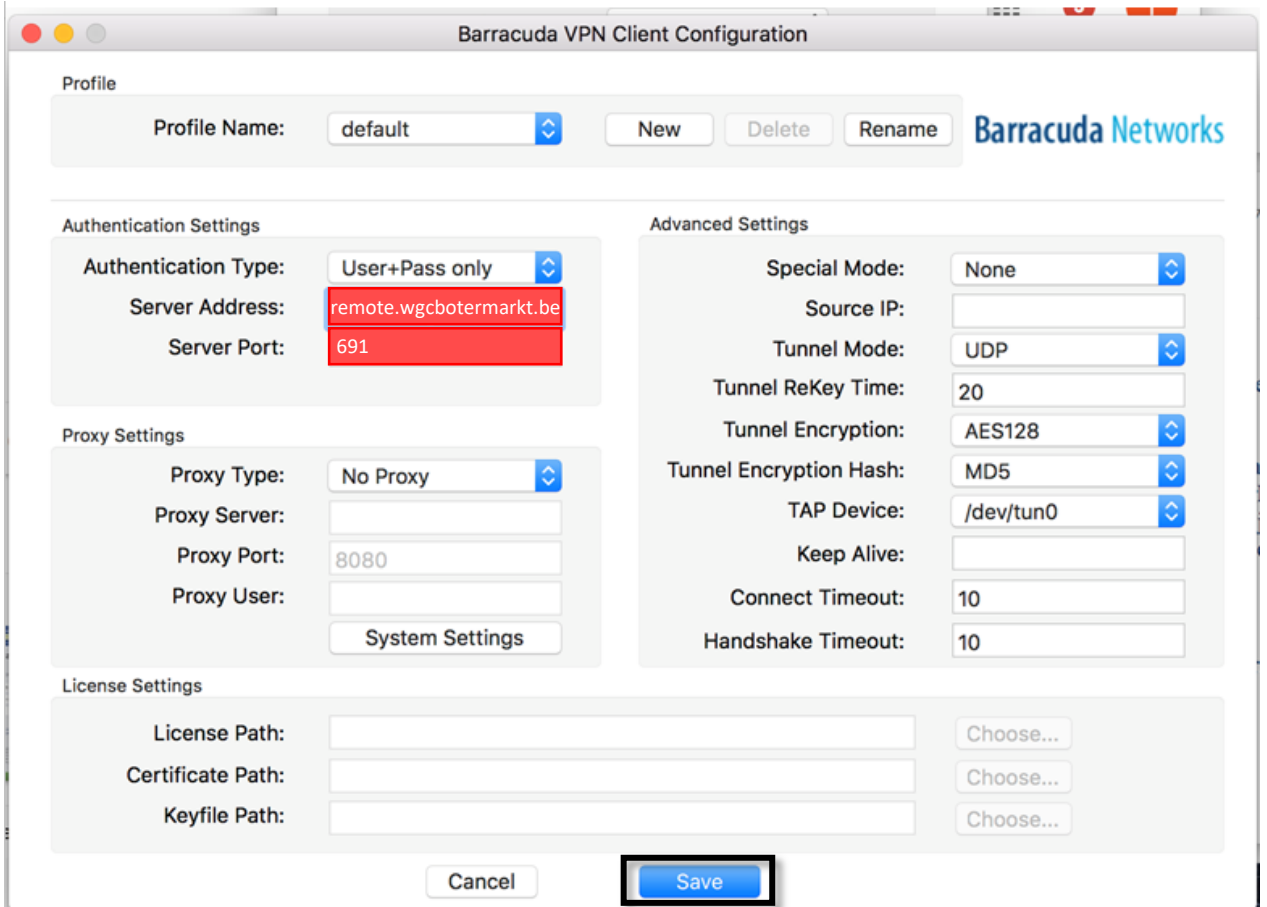 Barracuda VPN Client Configuration
Profile
Profile Name: default New Delete Rename
Barracuda Networks
Authentication Settings
Authentication Type: User+Pass only
Server Address: remote.wgcbotermarkt.be
Server Port: 691
Advanced Settings
Special Mode: None
Source IP:
Tunnel Mode: UDP
Tunnel ReKey Time: 20
Tunnel Encryption: AES128
Tunnel Encryption Hash: MD5
TAP Device: /dev/tun0
Keep Alive:
Connect Timeout: 10
Handshake Timeout: 10
Proxy Settings
Proxy Type: No Proxy
Proxy Server:
Proxy Port: 8080
Proxy User:
System Settings
License Settings
License Path: Choose...
Certificate Path: Choose...
Keyfile Path: Choose...
Cancel Save